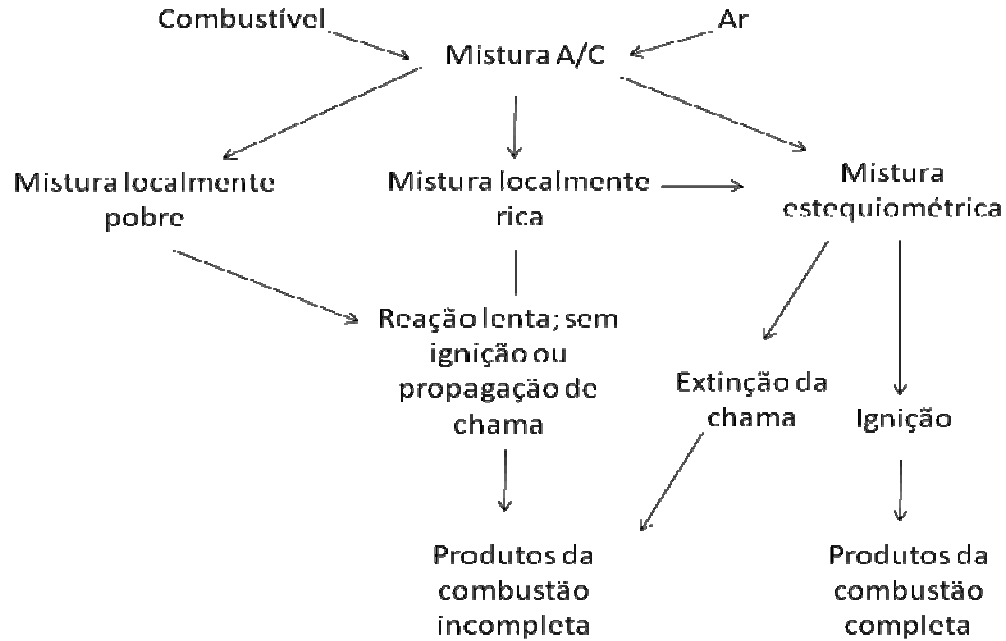 Combustível
Ar
Mistura A/C
Mistura localmente
pobre
Mistura localmente
rica
Mistura
estequiométrica
Reação lenta; sem
ignição ou
propagação de
chama
Extinção da
chama
Ignição
Produtos da
combustão
incompleta
Produtos da
combustão
completa